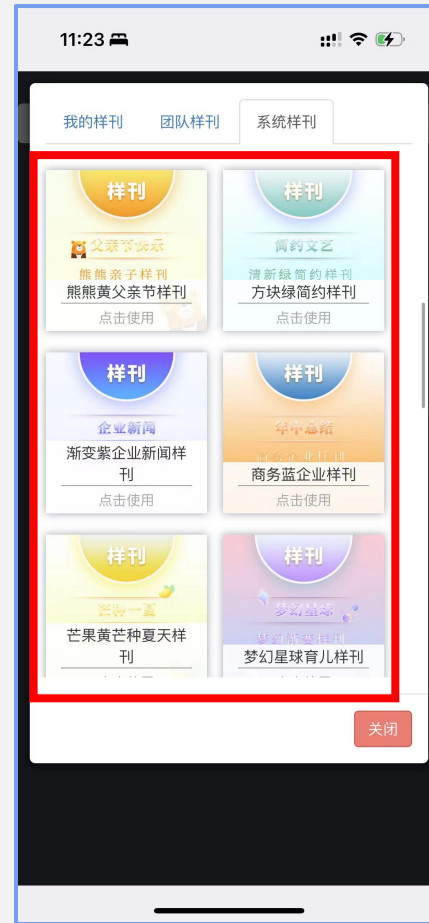 11:23
我的样刊
团队样刊
系统样刊
样刊
父亲节快乐
熊熊亲子样刊
熊熊黄父亲节样刊
点击使用
样刊
简约文艺
清新绿简约样刊
方块绿简约样刊
点击使用
样刊
企业新闻
渐变紫企业新闻样
刊
点击使用
样刊
年中总结
商务蓝企业样刊
点击使用
样刊
芒种一夏
芒果黄芒种夏天样
刊
样刊
梦幻星球
梦幻星球育儿样刊
关闭